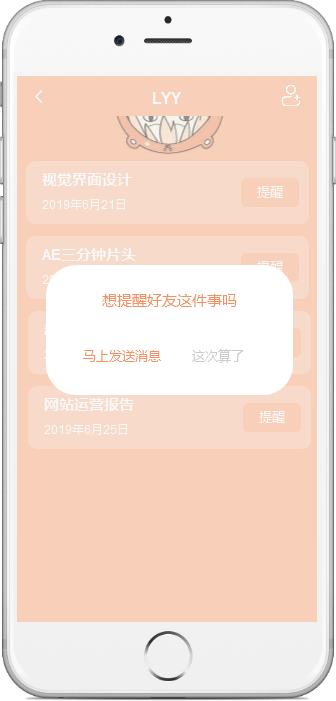 LYY
视觉界面设计
提醒
2019年6月21日
AE三分钟片头
想提醒好友这件事吗
马上发送消息
这次算了
网站运营报告
提醒
2019年6月25日